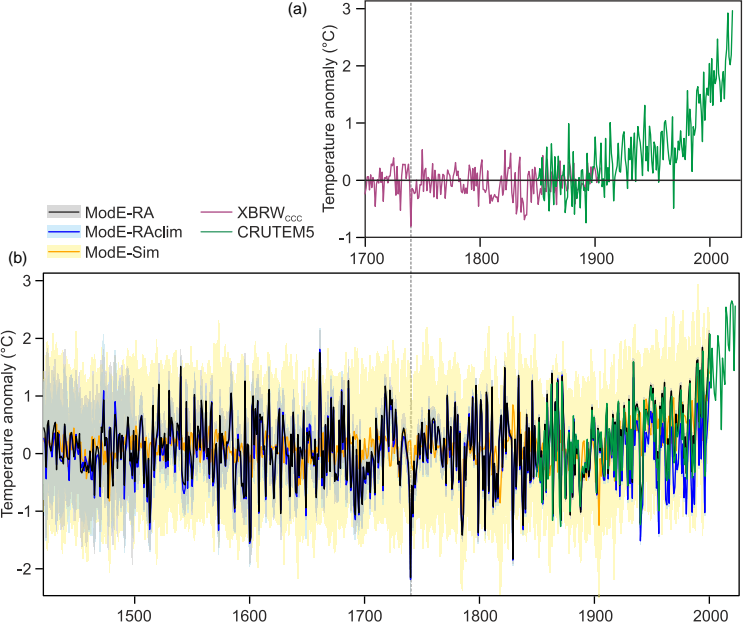 (a)
Temperature anomaly (°C)
3
2
1
0
-1
1700
1800
1900
2000
ModE-RA
XBRWccc
ModE-RAclim
CRUTEM5
ModE-Sim
(b)
Temperature anomaly (°C)
3
2
1
0
-1
-2
1500
1600
1700
1800
1900
2000